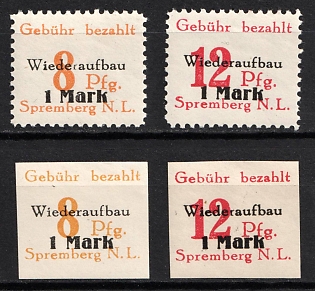 Gebühr bezahlt
Wiederaufbau
8 Pfg.
1 Mark
Spremberg N.L.
Gebühr bezahlt
Wiederaufbau
12 Pfg.
1 Mark
Spremberg N.L.
Gebühr bezahlt
Wiederaufbau
8 Pfg.
1 Mark
Spremberg N.L.
Gebühr bezahlt
Wiederaufbau
12 Pfg.
1 Mark
Spremberg N.L.